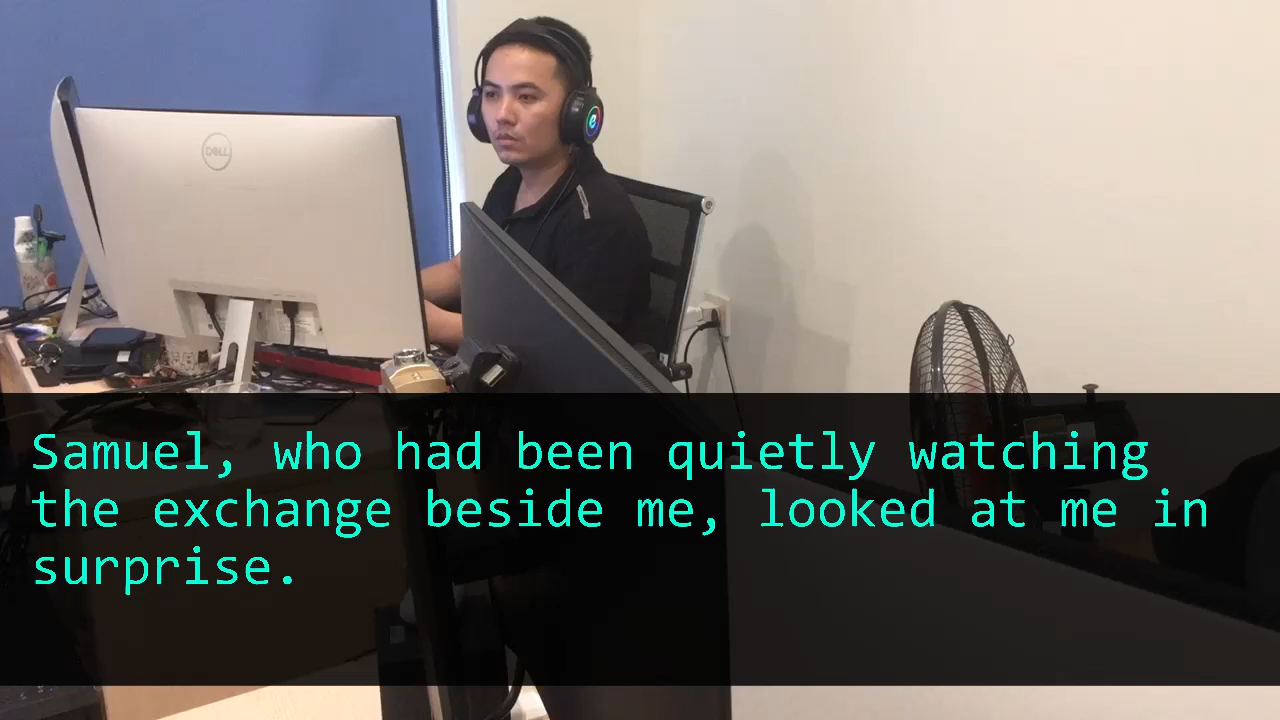 DELL
Samuel, who had been quietly watching
the exchange beside me, looked at me in
surprise.